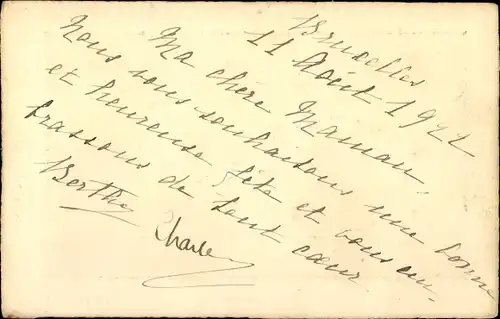 Bruxelles
11 Août 1922
Ma chère Maman
Nous vous souhaitons une bonne
et heureuse fête et vous em-
brassons de tout cœur
Berthe
Charles